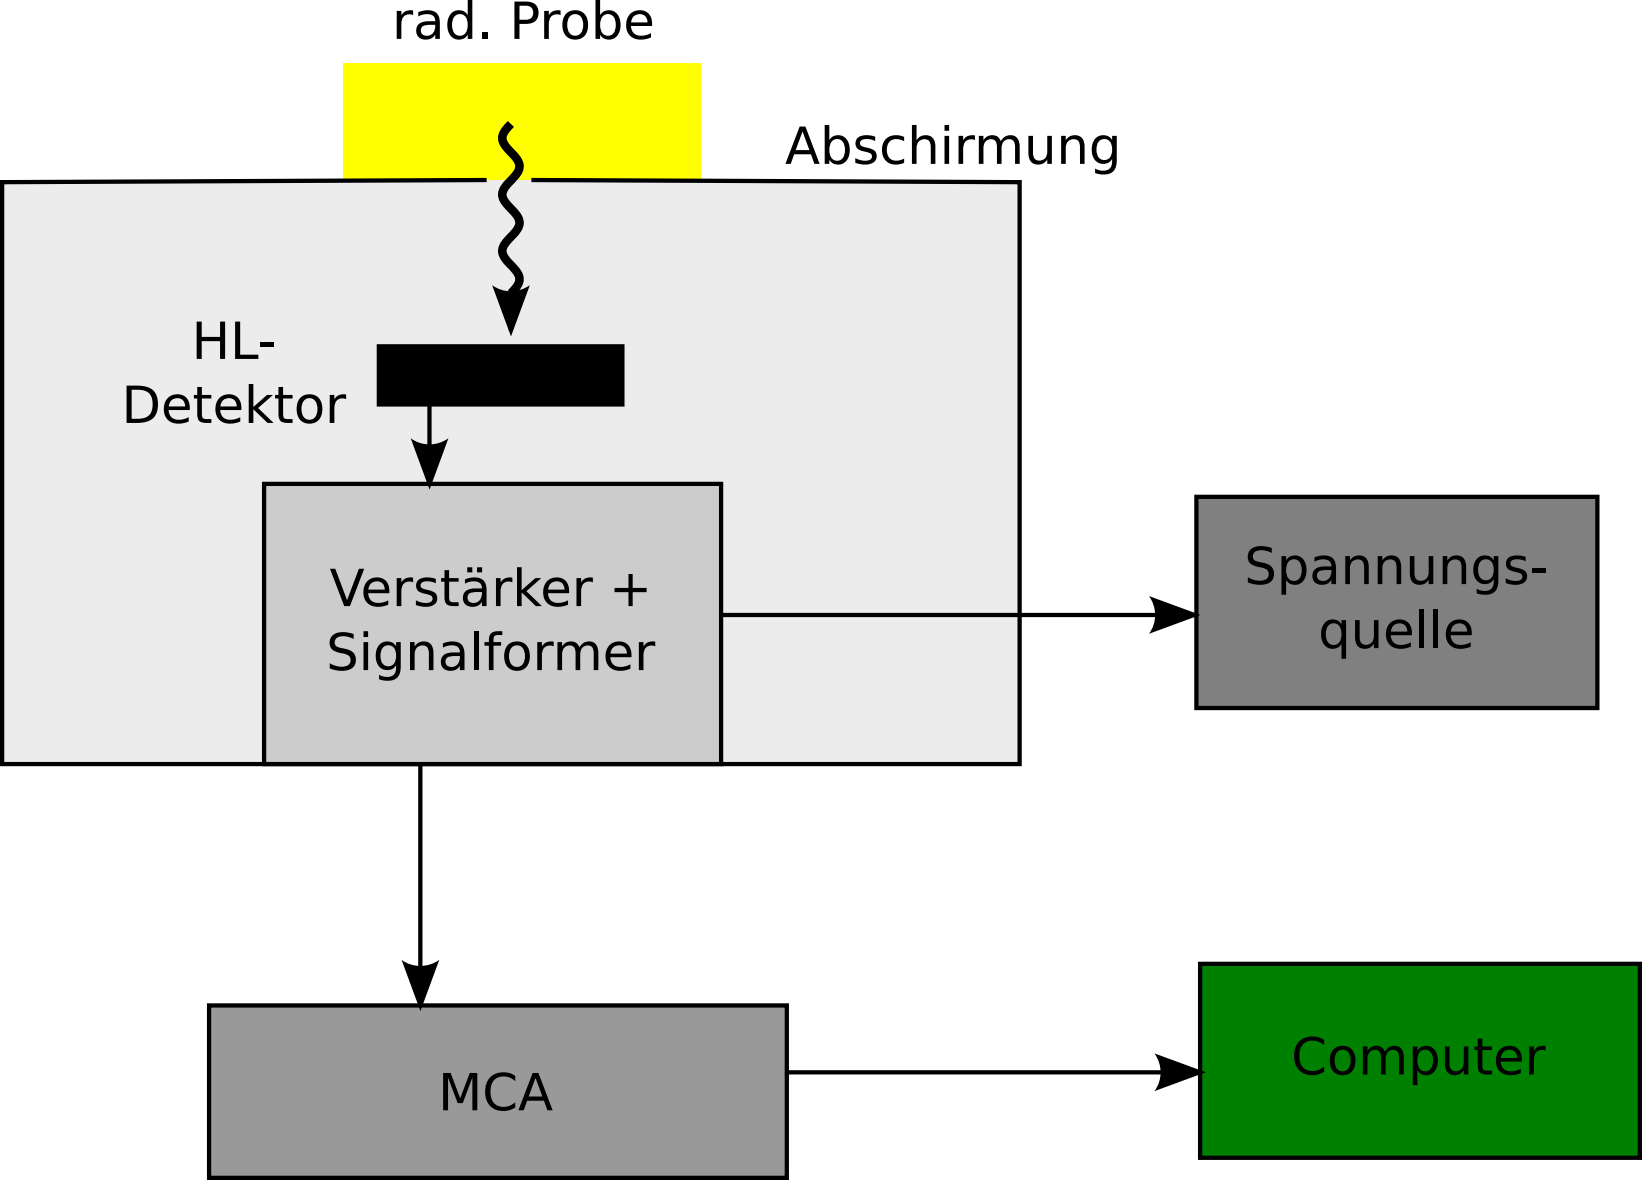 rad. Probe
Abschirmung
HL-
Detektor
Verstärker +
Signalformer
Spannungs-
quelle
MCA
Computer